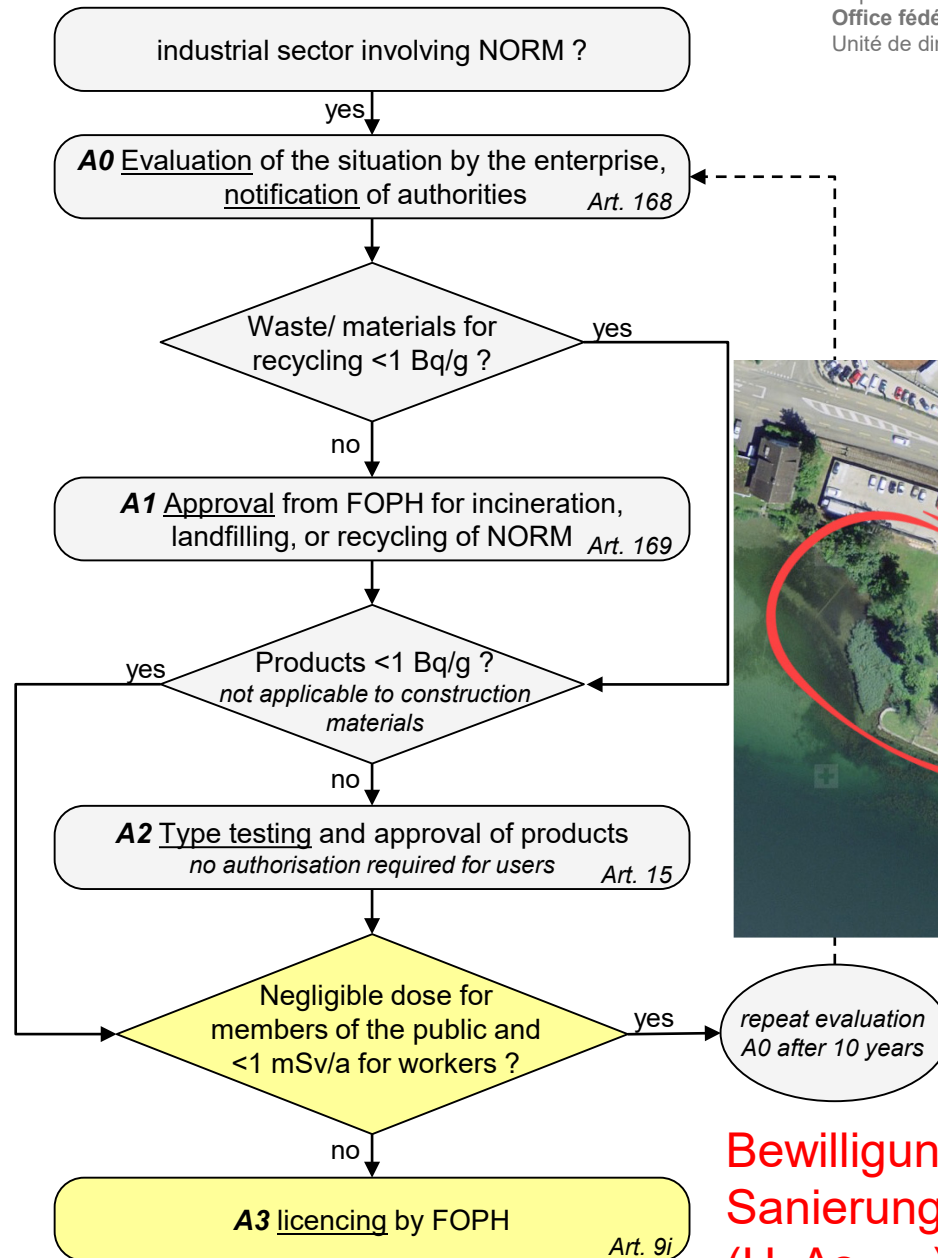 Office fédé
Unité de dir
industrial sector involving NORM ?
yes
A0 Evaluation of the situation by the enterprise,
notification of authorities
Art. 168
Waste/ materials for
recycling <1 Bq/g ?
yes
no
A1 Approval from FOPH for incineration,
landfilling, or recycling of NORM
Art. 169
yes
Products <1 Bq/g ?
not applicable to construction
materials
no
A2 Type testing and approval of products
no authorisation required for users
Art. 15
Negligible dose for
members of the public and
<1 mSv/a for workers ?
yes
repeat evaluation
A0 after 10 years
no
A3 licencing by FOPH
Art. 9i
Bewilligun
Sanierung